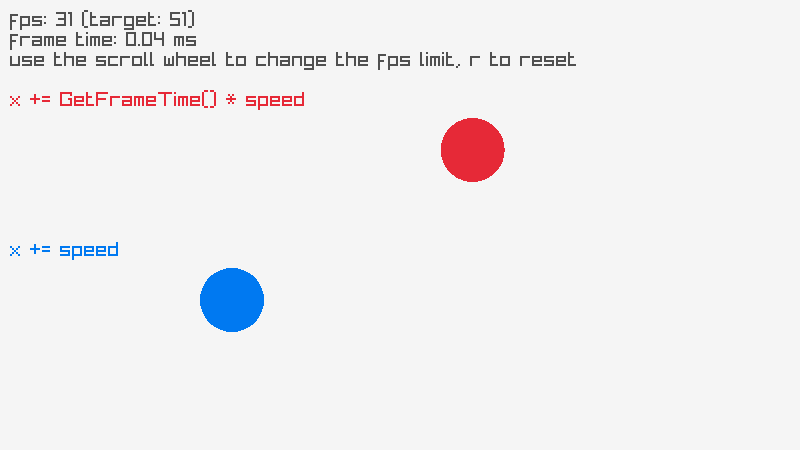 FPS: 31 (target: 51)
Frame time: 0.04 ms
Use the scroll wheel to change the fps limit, r to reset
x += GetFrameTime() * speed
x += speed